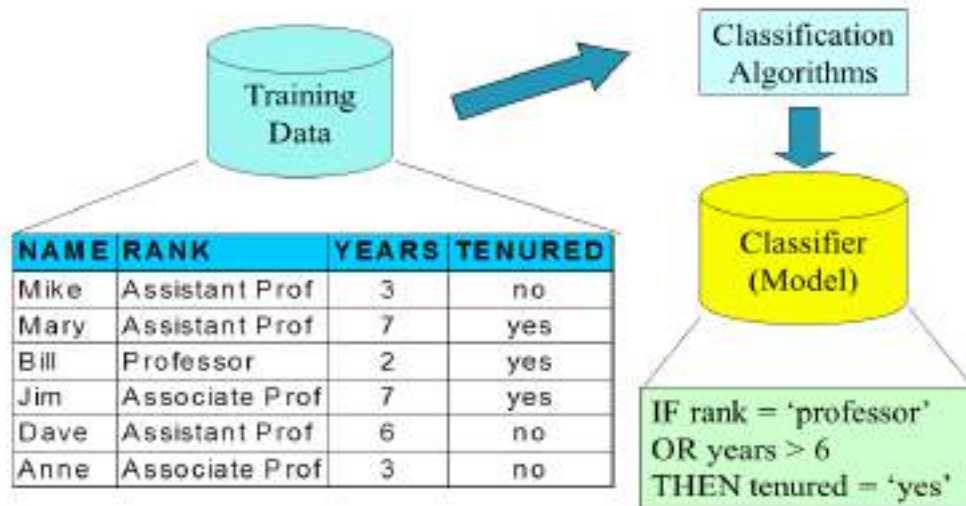 Training
Data
Classification
Algorithms
Classifier
(Model)
NAME RANK YEARS TENURED
Mike Assistant Prof 3 no
Mary Assistant Prof 7 yes
Bill Professor 2 yes
Jim Associate Prof 7 yes
Dave Assistant Prof 6 no
Anne Associate Prof 3 no
IF rank = ‘professor’
OR years > 6
THEN tenured = ‘yes’